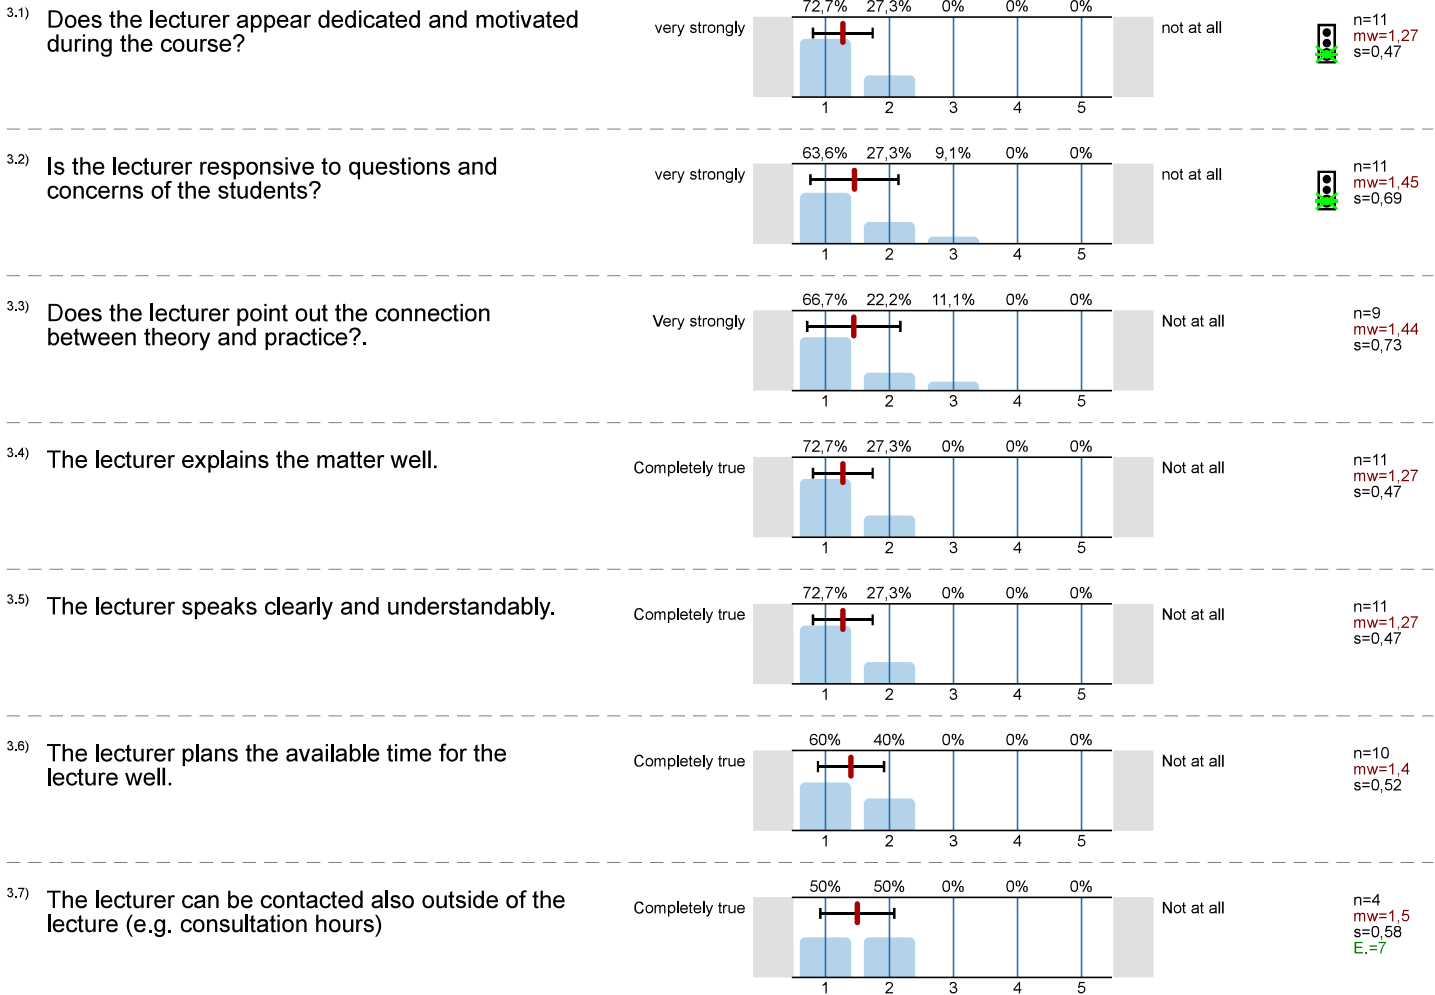 3.1) Does the lecturer appear dedicated and motivated
during the course?
very strongly
72,7% 27,3% 0% 0% 0%
1 2 3 4 5
not at all
n=11
mw=1,27
s=0,47
3.2) Is the lecturer responsive to questions and
concerns of the students?
very strongly
63,6% 27,3% 9,1% 0% 0%
1 2 3 4 5
not at all
n=11
mw=1,45
s=0,69
3.3) Does the lecturer point out the connection
between theory and practice?.
Very strongly
66,7% 22,2% 11,1% 0% 0%
1 2 3 4 5
Not at all
n=9
mw=1,44
s=0,73
3.4) The lecturer explains the matter well.
Completely true
72,7% 27,3% 0% 0% 0%
1 2 3 4 5
Not at all
n=11
mw=1,27
s=0,47
3.5) The lecturer speaks clearly and understandably.
Completely true
72,7% 27,3% 0% 0% 0%
1 2 3 4 5
Not at all
n=11
mw=1,27
s=0,47
3.6) The lecturer plans the available time for the
lecture well.
Completely true
60% 40% 0% 0% 0%
1 2 3 4 5
Not at all
n=10
mw=1,4
s=0,52
3.7) The lecturer can be contacted also outside of the
lecture (e.g. consultation hours)
Completely true
50% 50% 0% 0% 0%
1 2 3 4 5
Not at all
n=4
mw=1,5
s=0,58
E.=7